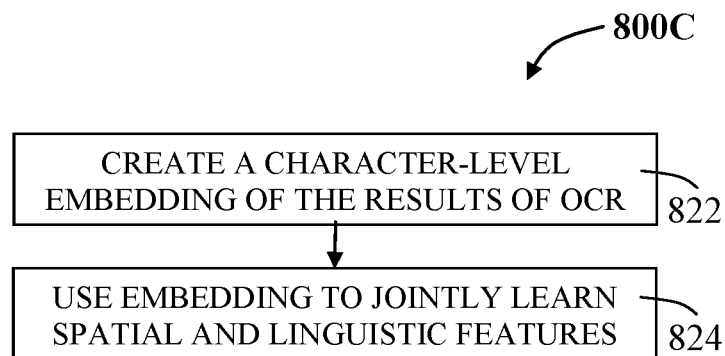 800C
CREATE A CHARACTER-LEVEL
EMBEDDING OF THE RESULTS OF OCR
822
USE EMBEDDING TO JOINTLY LEARN
SPATIAL AND LINGUISTIC FEATURES
824